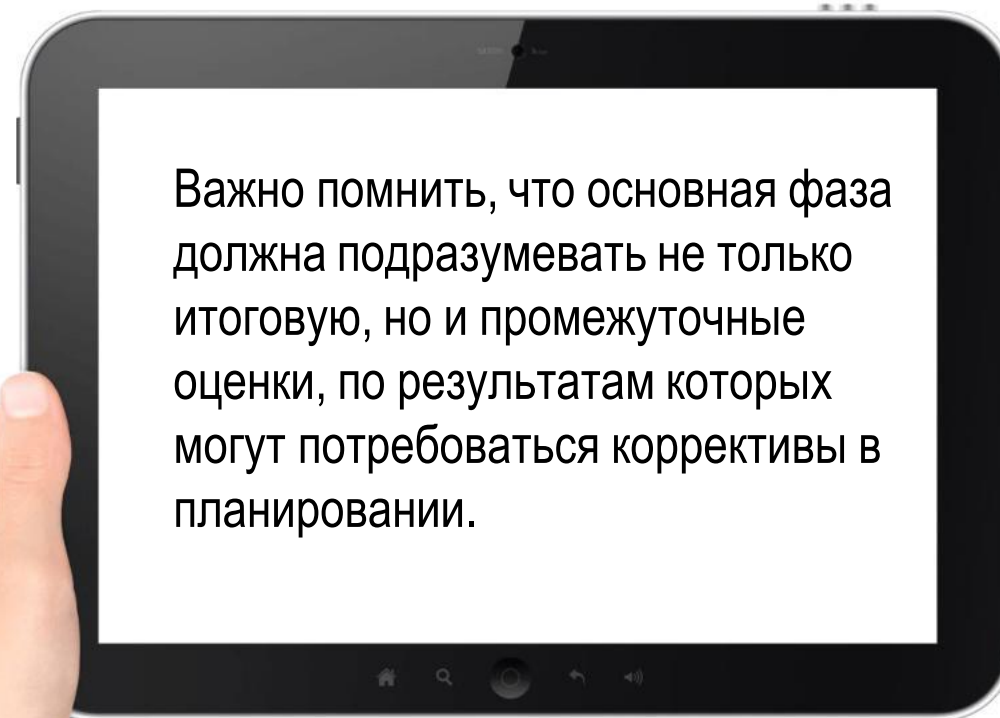 Важно помнить, что основная фаза
должна подразумевать не только
итоговую, но и промежуточные
оценки, по результатам которых
могут потребоваться коррективы в
планировании.